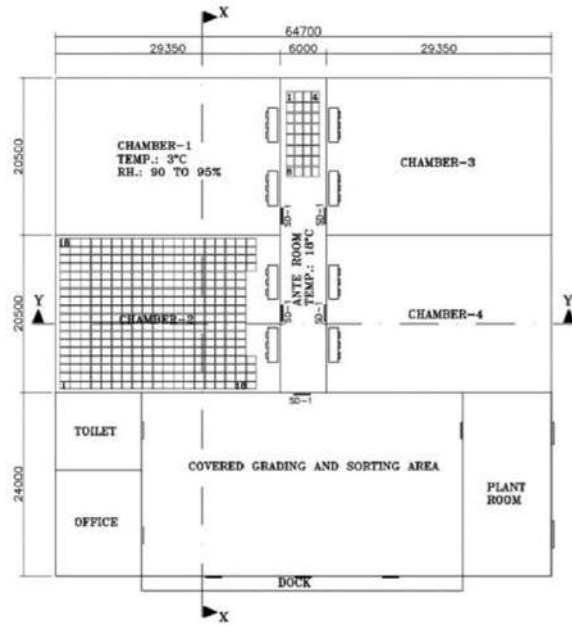 X
64700
29350
6000
29350
1
4
8
20500
CHAMBER-1
TEMP.: 3°C
RH.: 90 TO 95%
CHAMBER-3
SD-1
SD-1
ANTE ROOM
TEMP.: 18°C
18
20500
Y
Y
CHAMBER-2
CHAMBER-4
SD-1
SD-1
1
18
SD-1
24000
TOILET
COVERED GRADING AND SORTING AREA
PLANT
ROOM
OFFICE
DOCK
X